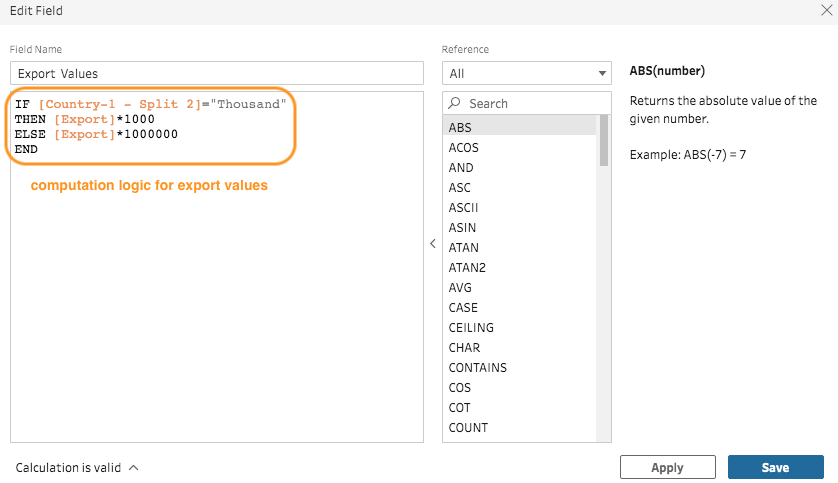 Edit Field
Field Name
Export Values
IF [Country-1 - Split 2]="Thousand"
THEN [Export]*1000
ELSE [Export]*1000000
END
computation logic for export values
Calculation is valid
Reference
All
Search
ABS
ACOS
AND
ASC
ASCII
ASIN
ATAN
ATAN2
AVG
CASE
CEILING
CHAR
CONTAINS
COS
COT
COUNT
ABS(number)
Returns the absolute value of the
given number.
Example: ABS(-7) = 7
Apply
Save